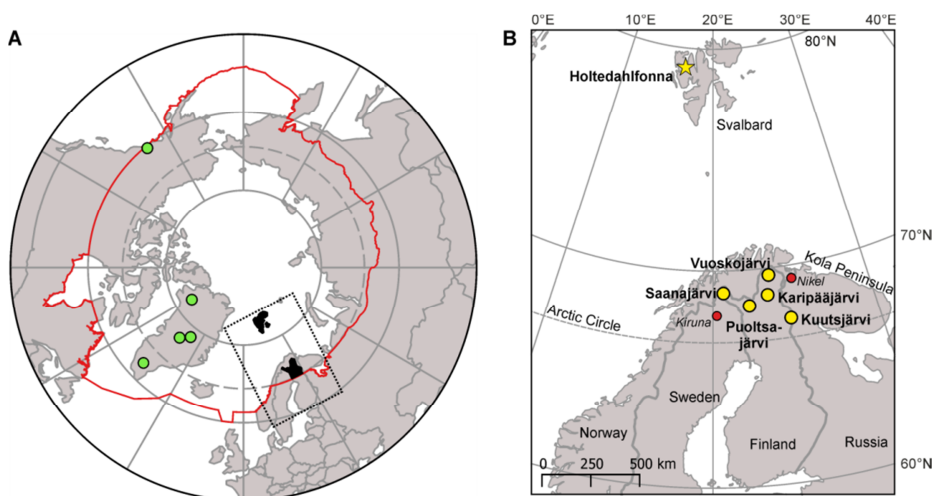 A
B
0°E
10°E
20°E
30°E
40°E
80°N
Holtedahlfonna
Svalbard
70°N
Vuoskojärvi
Kola Peninsula
Nikel
Saanajärvi
Karipääjärvi
Arctic Circle
Kiruna
Kuutsjärvi
Puoltsa-
järvi
Sweden
Norway
Finland
Russia
0 250 500 km
60°N